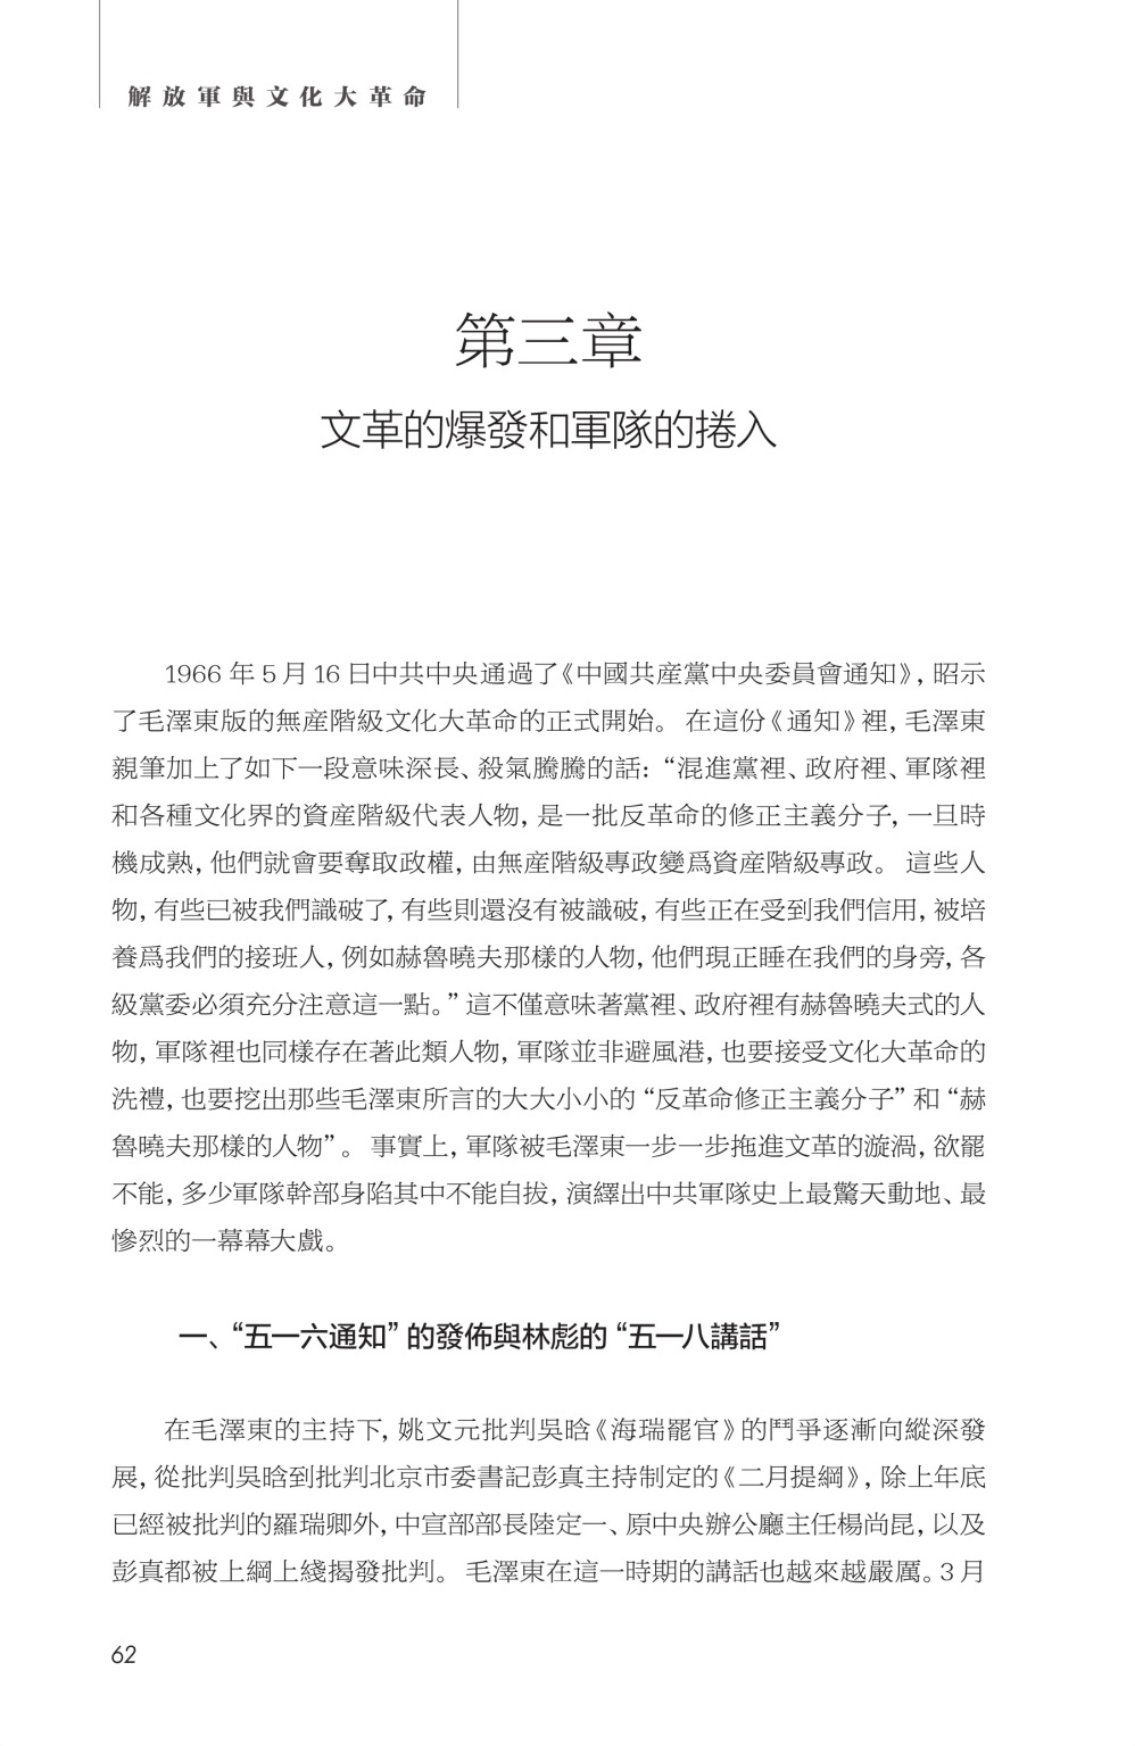 解放軍與文化大革命
第三章
文革的爆發和軍隊的捲入
1966 年 5 月 16 日中共中央通過了《中國共産黨中央委員會通知》，昭示
了毛澤東版的無産階級文化大革命的正式開始。 在這份《通知》裡，毛澤東
親筆加上了如下一段意味深長、殺氣騰騰的話：“混進黨裡、政府裡、軍隊裡
和各種文化界的資産階級代表人物，是一批反革命的修正主義分子，一旦時
機成熟，他們就會要奪取政權，由無産階級專政變爲資産階級專政。 這些人
物，有些已被我們識破了，有些則還沒有被識破，有些正在受到我們信用，被培
養爲我們的接班人，例如赫魯曉夫那樣的人物，他們現正睡在我們的身旁，各
級黨委必須充分注意這一點。”這不僅意味著黨裡、政府裡有赫魯曉夫式的人
物，軍隊裡也同樣存在著此類人物，軍隊並非避風港，也要接受文化大革命的
洗禮，也要挖出那些毛澤東所言的大大小小的“反革命修正主義分子”和“赫
魯曉夫那樣的人物”。 事實上，軍隊被毛澤東一步一步拖進文革的漩渦，欲罷
不能，多少軍隊幹部身陷其中不能自拔，演繹出中共軍隊史上最驚天動地、最
慘烈的一幕幕大戲。
一、“五一六通知”的發佈與林彪的“五一八講話”
在毛澤東的主持下，姚文元批判吳晗《海瑞罷官》的鬥爭逐漸向縱深發
展，從批判吳晗到批判北京市委書記彭真主持制定的《二月提綱》，除上年底
已經被批判的羅瑞卿外，中宣部部長陸定一、原中央辦公廳主任楊尚昆，以及
彭真都被上綱上綫揭發批判。 毛澤東在這一時期的講話也越來越嚴厲。3 月
62